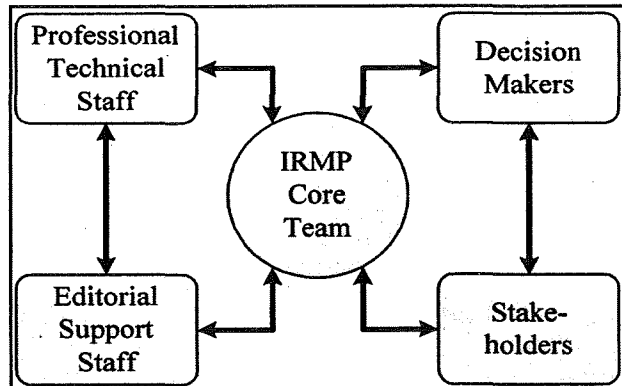 Professional
Technical
Staff
Decision
Makers
IRMP
Core
Team
Editorial
Support
Staff
Stake-
holders